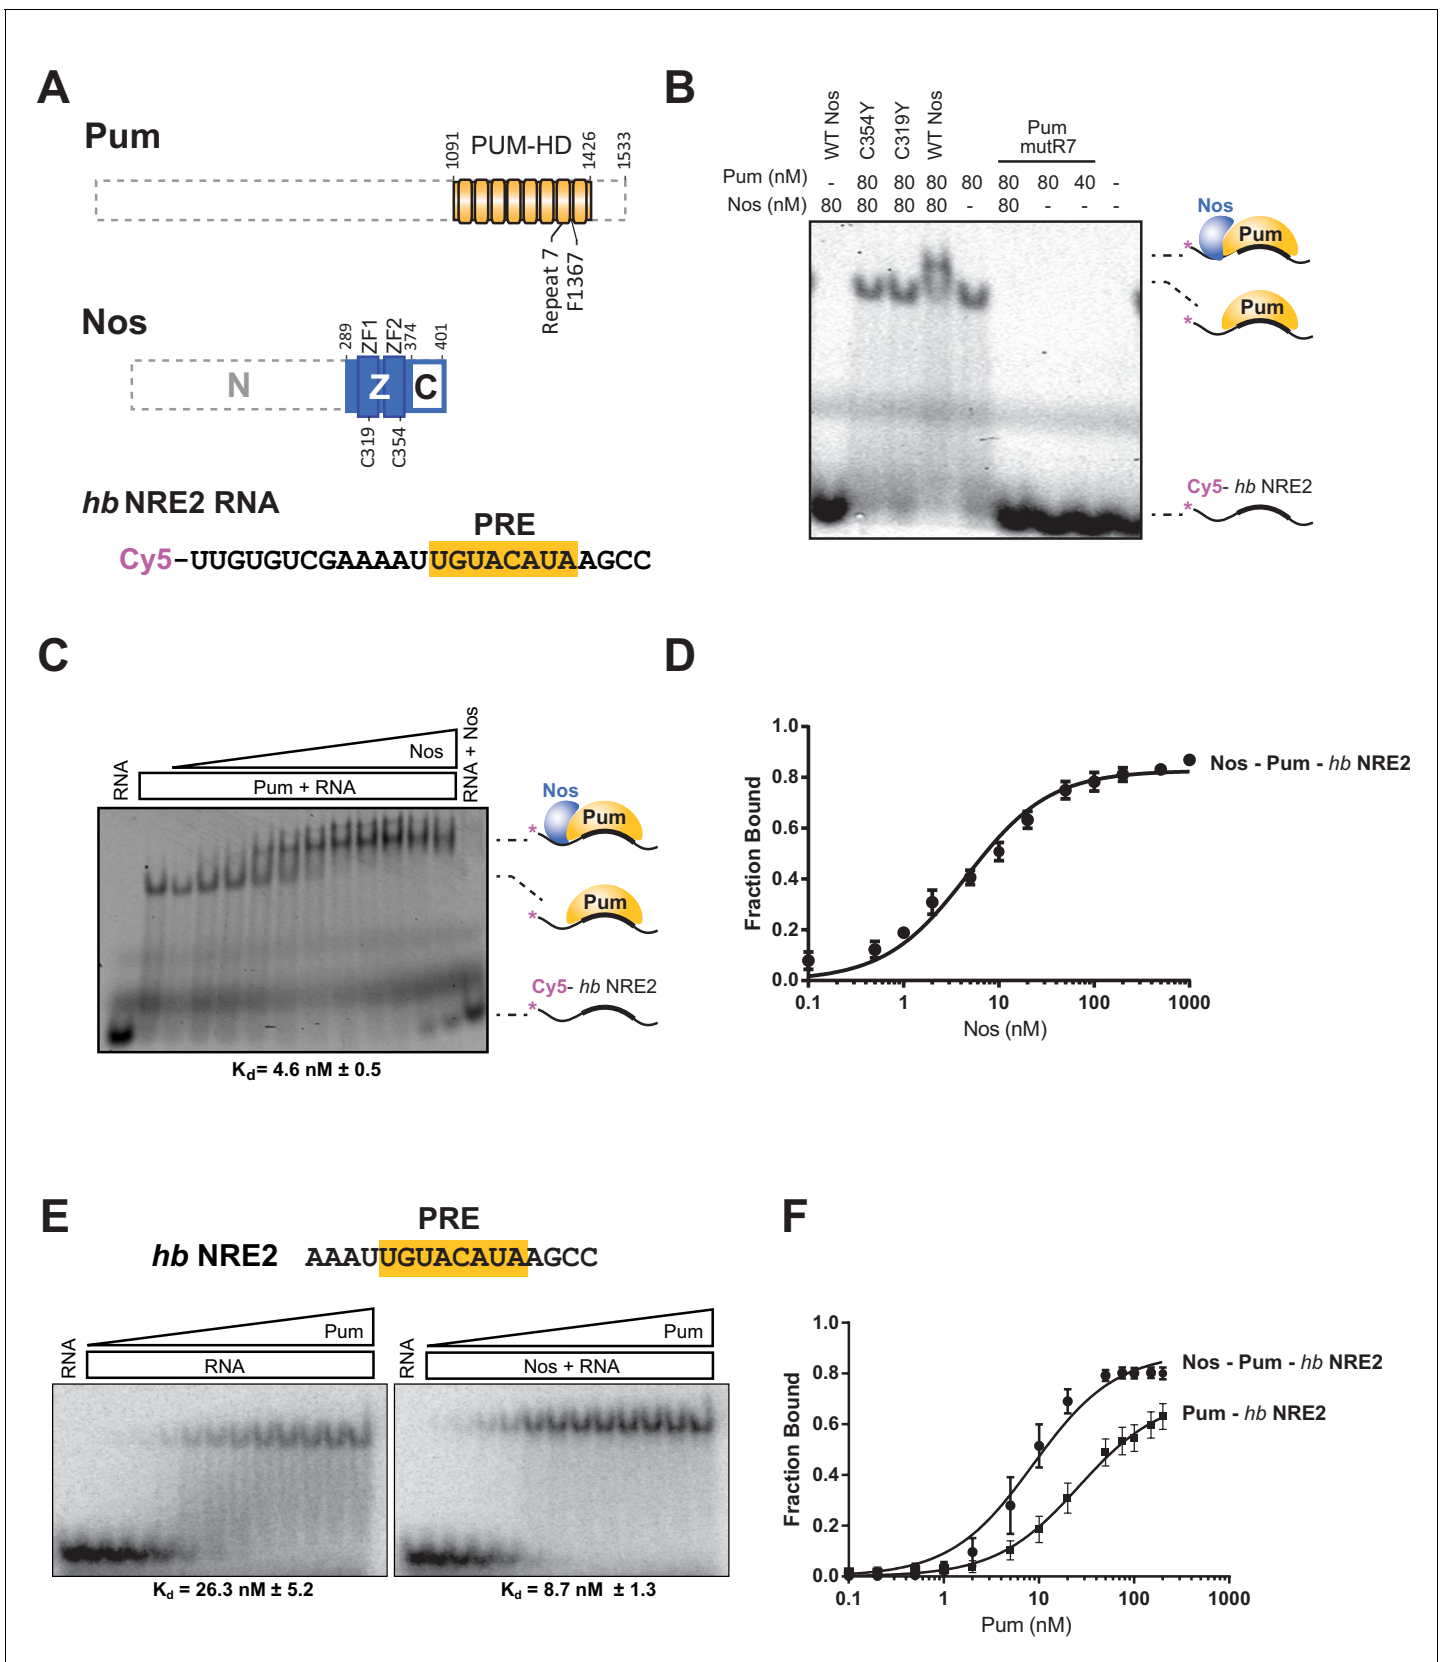 A
Pum
PUM-HD
1091
1426
1533
Repeat 7
F1367
Nos
289
ZF1
ZF2
374
401
N
Z
C
C319
C354
hb NRE2 RNA
PRE
Cy5-UUGUGUCGAAAAUUGUACAUAAGCC
B
WT Nos
C354Y
C319Y
WT Nos
Pum
mutR7
Pum (nM) - 80 80 80 80 80 80 40 -
Nos (nM) 80 80 80 80 - 80 - - -
Nos
Pum
*
Pum
*
Cy5- hb NRE2
*
C
RNA
Nos
Pum + RNA
RNA + Nos
Nos
Pum
*
Pum
*
Cy5- hb NRE2
*
Kd= 4.6 nM ± 0.5
D
Fraction Bound
1.0
0.8
0.6
0.4
0.2
0.0
0.1 1 10 100 1000
Nos (nM)
Nos - Pum - hb NRE2
E
PRE
hb NRE2 AAAUUGUACAUAAGCC
RNA
Pum
RNA
Kd = 26.3 nM ± 5.2
RNA
Pum
Nos + RNA
Kd = 8.7 nM ± 1.3
F
Fraction Bound
1.0
0.8
0.6
0.4
0.2
0.0
0.1 1 10 100 1000
Pum (nM)
Nos - Pum - hb NRE2
Pum - hb NRE2